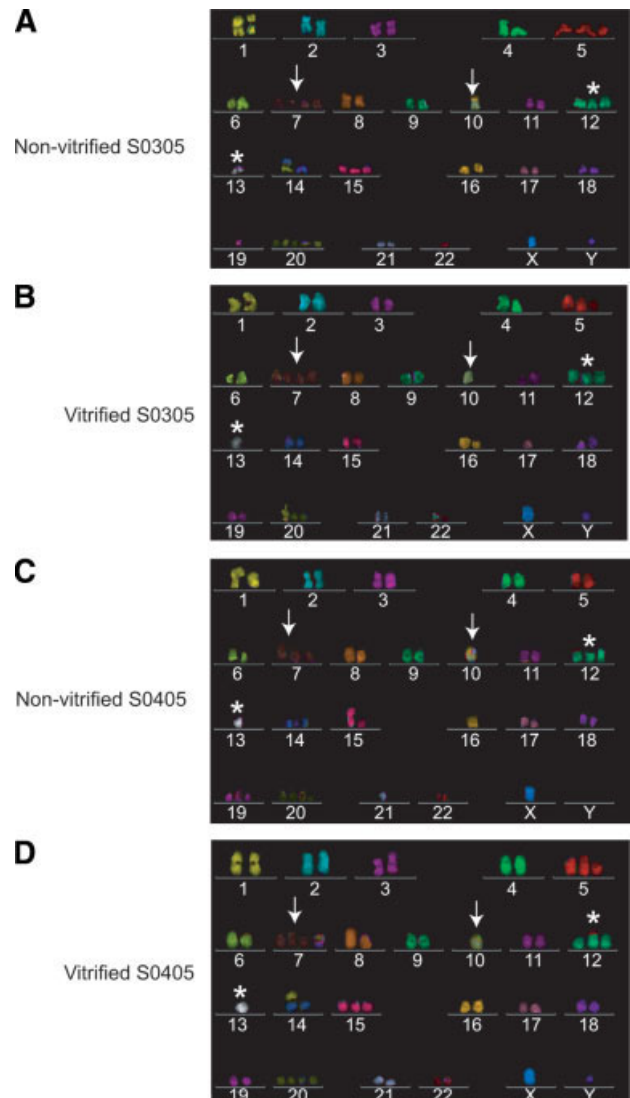 A
1 2 3 4 5
* 
6 7 8 9 10 11 12
Non-vitrified S0305
*
13 14 15 16 17 18
19 20 21 22 X Y
B
1 2 3 4 5
*
6 7 8 9 10 11 12
Vitrified S0305
*
13 14 15 16 17 18
19 20 21 22 X Y
C
1 2 3 4 5
*
6 7 8 9 10 11 12
Non-vitrified S0405
*
13 14 15 16 17 18
19 20 21 22 X Y
D
1 2 3 4 5
*
6 7 8 9 10 11 12
Vitrified S0405
*
13 14 15 16 17 18
19 20 21 22 X Y